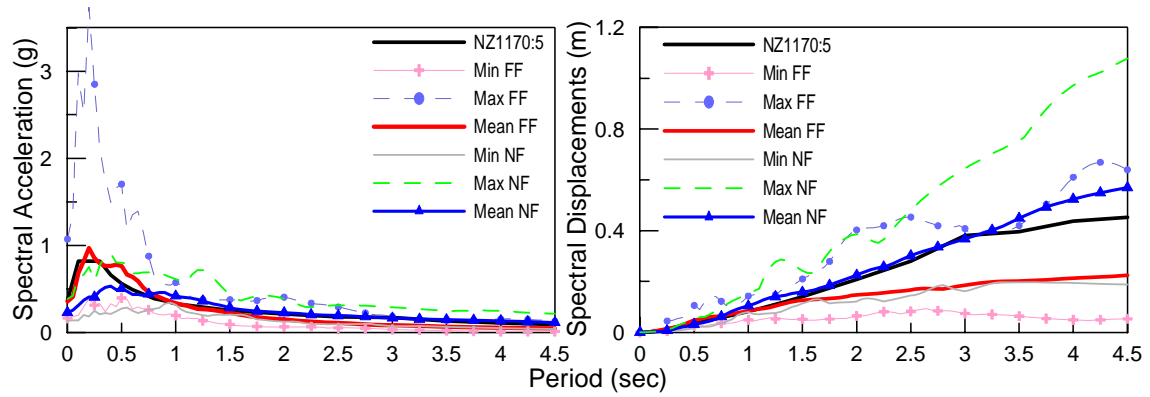 Spectral Acceleration (g)
3
2
1
0
NZ1170:5
Min FF
Max FF
Mean FF
Min NF
Max NF
Mean NF
0 0.5 1 1.5 2 2.5 3 3.5 4 4.5
Spectral Displacements (m)
1.2
0.8
0.4
0
NZ1170:5
Min FF
Max FF
Mean FF
Min NF
Max NF
Mean NF
0 0.5 1 1.5 2 2.5 3 3.5 4 4.5
Period (sec)